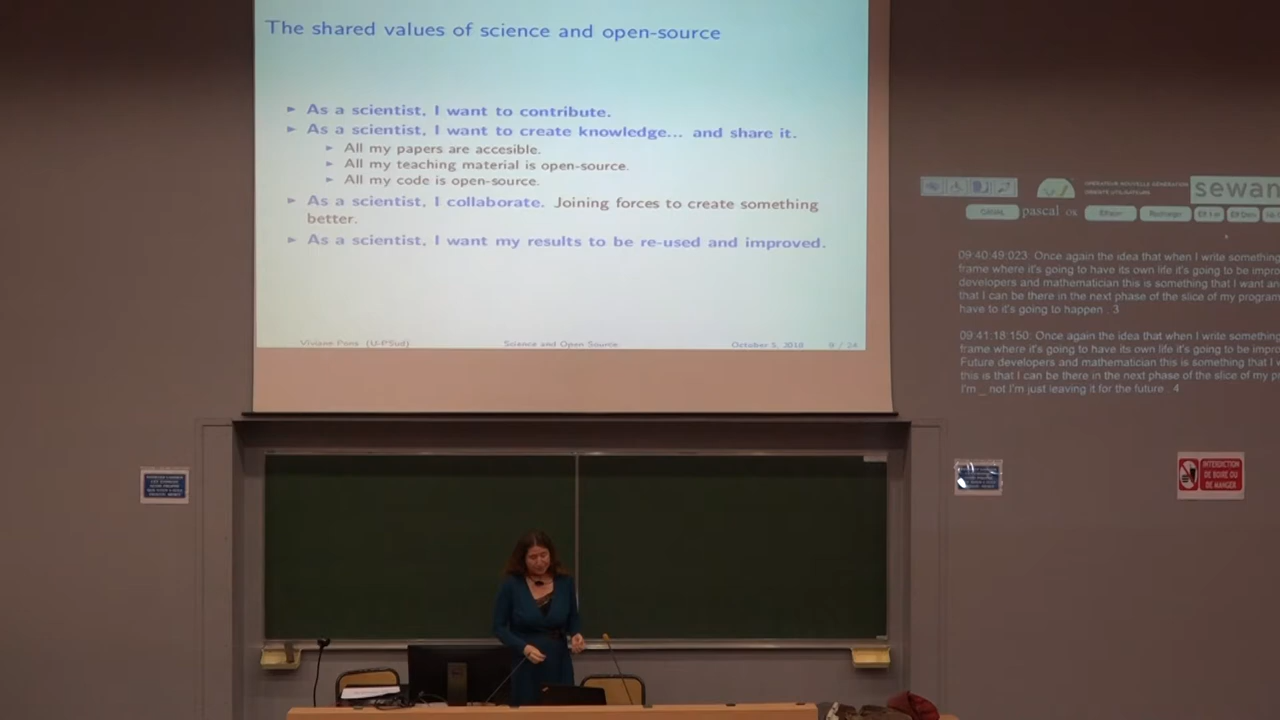 The shared values of science and open-source
► As a scientist, I want to contribute.
► As a scientist, I want to create knowledge... and share it.
► All my papers are accesible.
► All my teaching material is open-source.
► All my code is open-source.
► As a scientist, I collaborate. Joining forces to create something
better.
► As a scientist, I want my results to be re-used and improved.
Viviane Pons (U-PSud) Science and Open Source October 5, 2018 9 / 24
OPÉRATEUR NOUVELLE GÉNÉRATION
ORIENTÉ UTILISATEURS
sewan
pascal ox
09:40:49:023: Once again the idea that when I write something
frame where it's going to have its own life it's going to be impro
developers and mathematician this is something that I want an
that I can be there in the next phase of the slice of my program
have to it's going to happen . 3
09:41:18:150: Once again the idea that when I write something
frame where it's going to have its own life it's going to be impro
Future developers and mathematician this is something that I
this is that I can be there in the next phase of the slice of my p
I'm _ not I'm just leaving it for the future . 4
INTERDICTION
DE BOIRE OU
DE MANGER